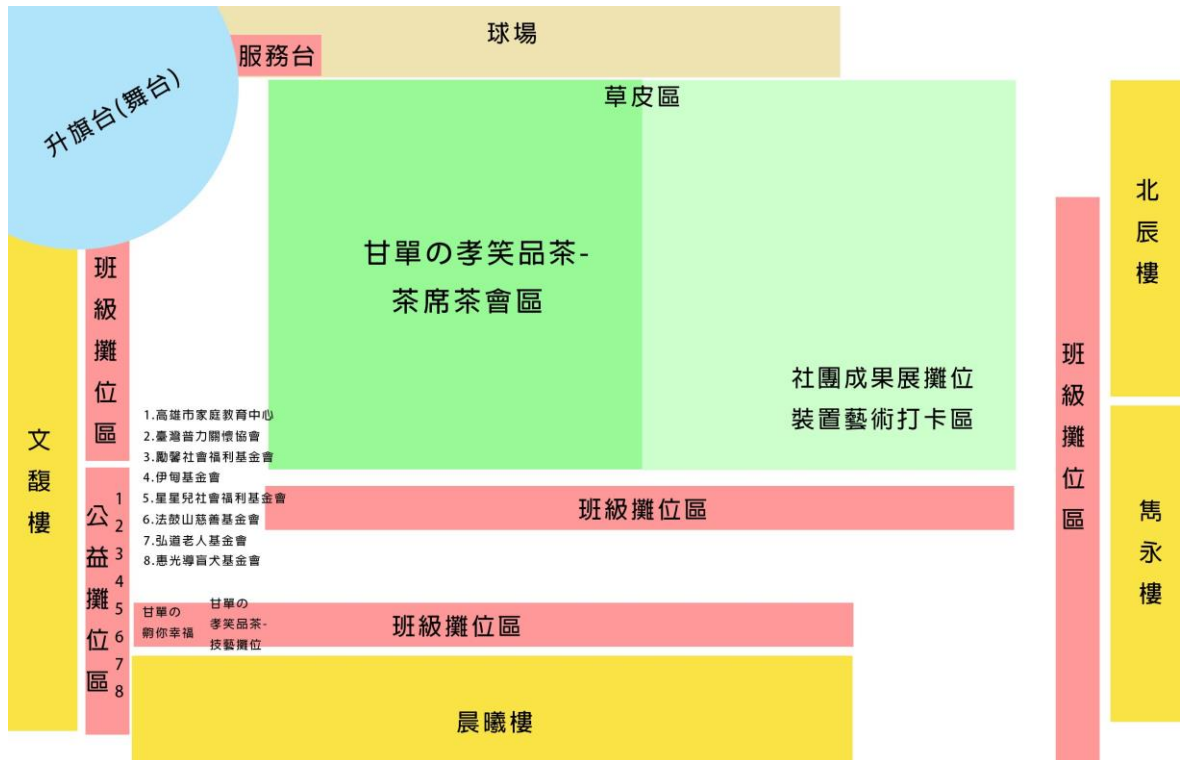 球場
服務台
升旗台(舞台)
草皮區
甘單の孝笑品茶-
茶席茶會區
社團成果展攤位
裝置藝術打卡區
北辰樓
雋永樓
班級攤位區
班級攤位區
文馥樓
1.高雄市家庭教育中心
2.臺灣普力關懷協會
3.勵馨社會福利基金會
4.伊甸基金會
5.星星兒社會福利基金會
6.法鼓山慈善基金會
7.弘道老人基金會
8.惠光導盲犬基金會
公益攤位區
1
2
3
4
5
6
7
8
班級攤位區
甘單の
痾你幸福
甘單の
孝笑品茶-
技藝攤位
班級攤位區
晨曦樓